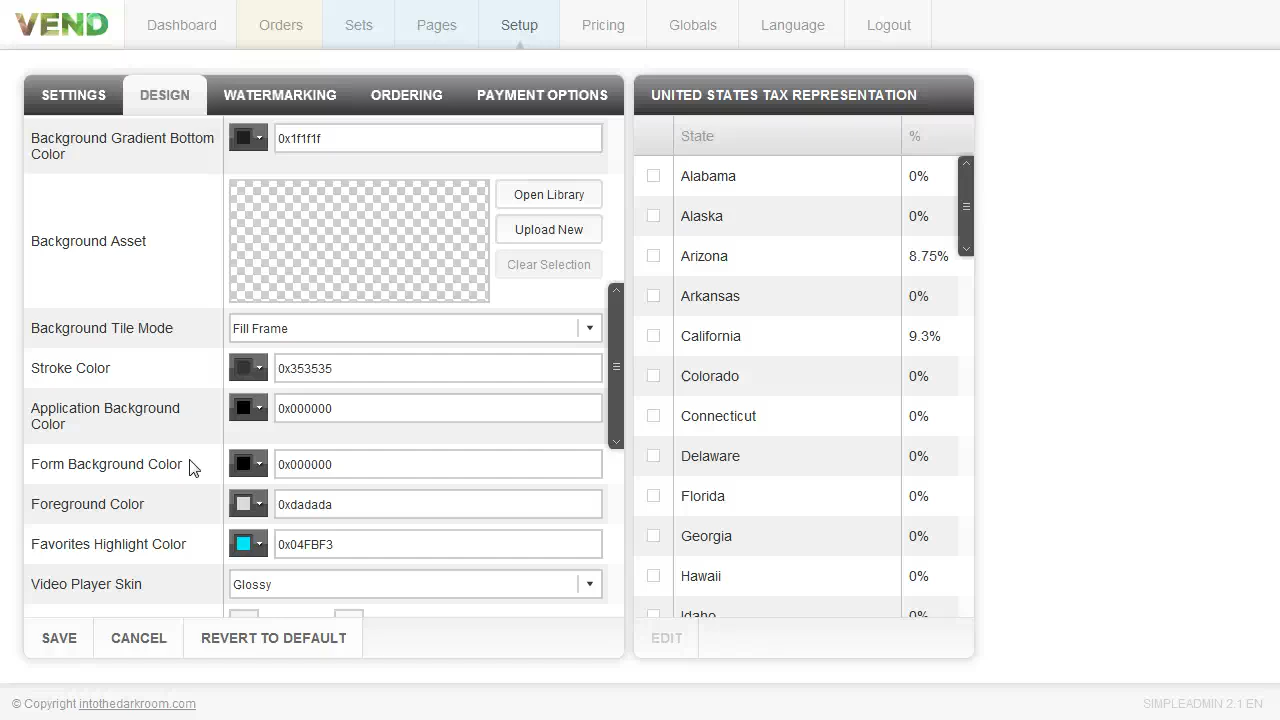 VEND
Dashboard
Orders
Sets
Pages
Setup
Pricing
Globals
Language
Logout
SETTINGS
DESIGN
WATERMARKING
ORDERING
PAYMENT OPTIONS
Background Gradient Bottom
Color
0x1f1f1f
Background Asset
Open Library
Upload New
Clear Selection
Background Tile Mode
Fill Frame
Stroke Color
0x353535
Application Background
Color
0x000000
Form Background Color
0x000000
Foreground Color
0xdadada
Favorites Highlight Color
0x04FBF3
Video Player Skin
Glossy
SAVE
CANCEL
REVERT TO DEFAULT
UNITED STATES TAX REPRESENTATION
State
%
Alabama
0%
Alaska
0%
Arizona
8.75%
Arkansas
0%
California
9.3%
Colorado
0%
Connecticut
0%
Delaware
0%
Florida
0%
Georgia
0%
Hawaii
0%
Idaho
0%
EDIT
© Copyright intothedarkroom.com
SIMPLEADMIN 2.1 EN